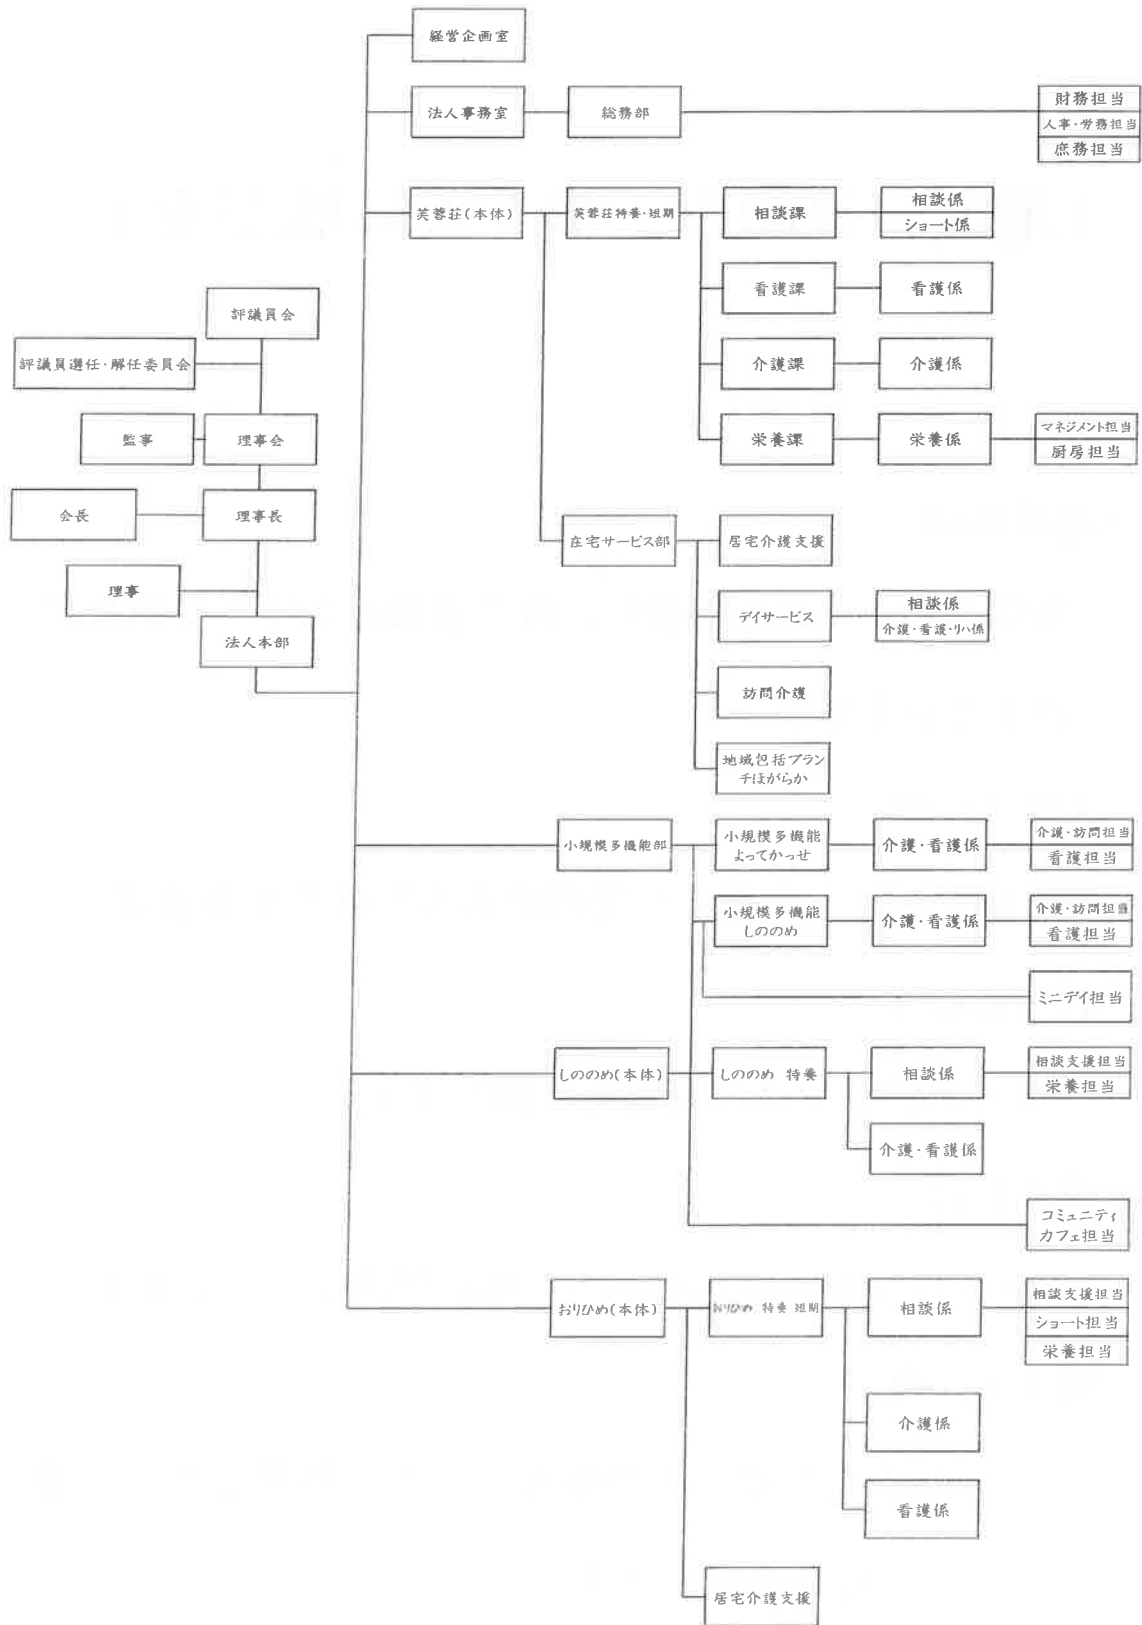 経営企画室
法人事務室
総務部
財務担当
人事・労務担当
庶務担当
芙蓉荘(本体)
芙蓉荘特養・短期
相談課
相談係
ショート係
看護課
看護係
介護課
介護係
栄養課
栄養係
マネジメント担当
厨房担当
評議員会
評議員選任・解任委員会
監事
理事会
会長
理事長
理事
法人本部
在宅サービス部
居宅介護支援
デイサービス
相談係
介護・看護・リハ係
訪問介護
地域包括ブラン
チほがらか
小規模多機能部
小規模多機能
よってかっせ
介護・看護係
介護・訪問担当
看護担当
小規模多機能
しののめ
介護・看護係
介護・訪問担当
看護担当
ミニデイ担当
しののめ(本体)
しののめ 特養
相談係
相談支援担当
栄養担当
介護・看護係
コミュニティ
カフェ担当
おりひめ(本体)
おりひめ 特養 短期
相談係
相談支援担当
ショート担当
栄養担当
介護係
看護係
居宅介護支援